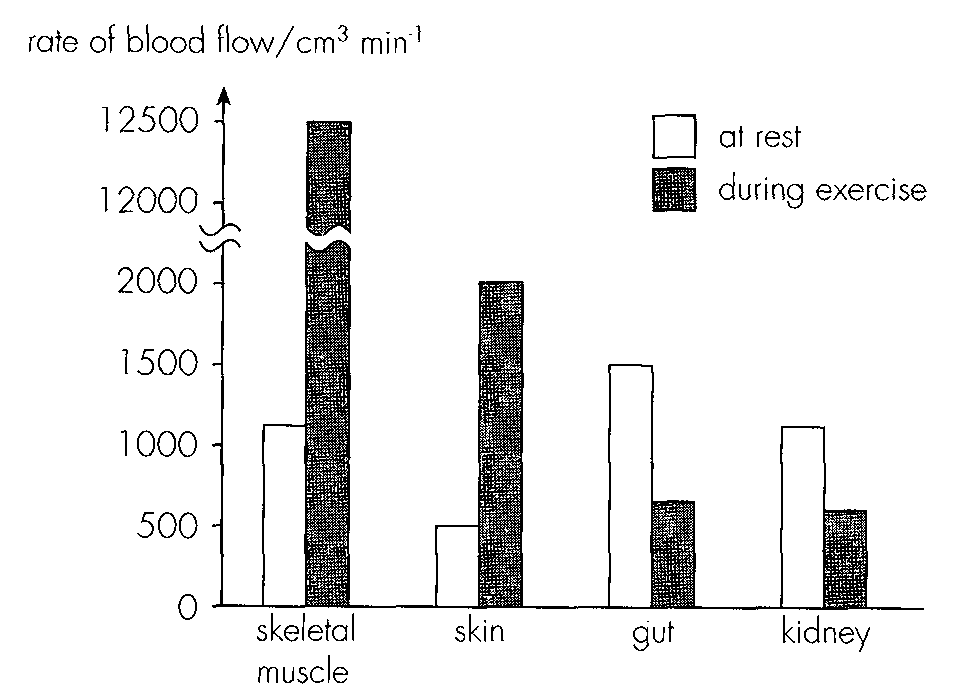 rate of blood flow/cm³ min⁻¹
12500
12000
2000
1500
1000
500
0
at rest
during exercise
skeletal muscle
skin
gut
kidney